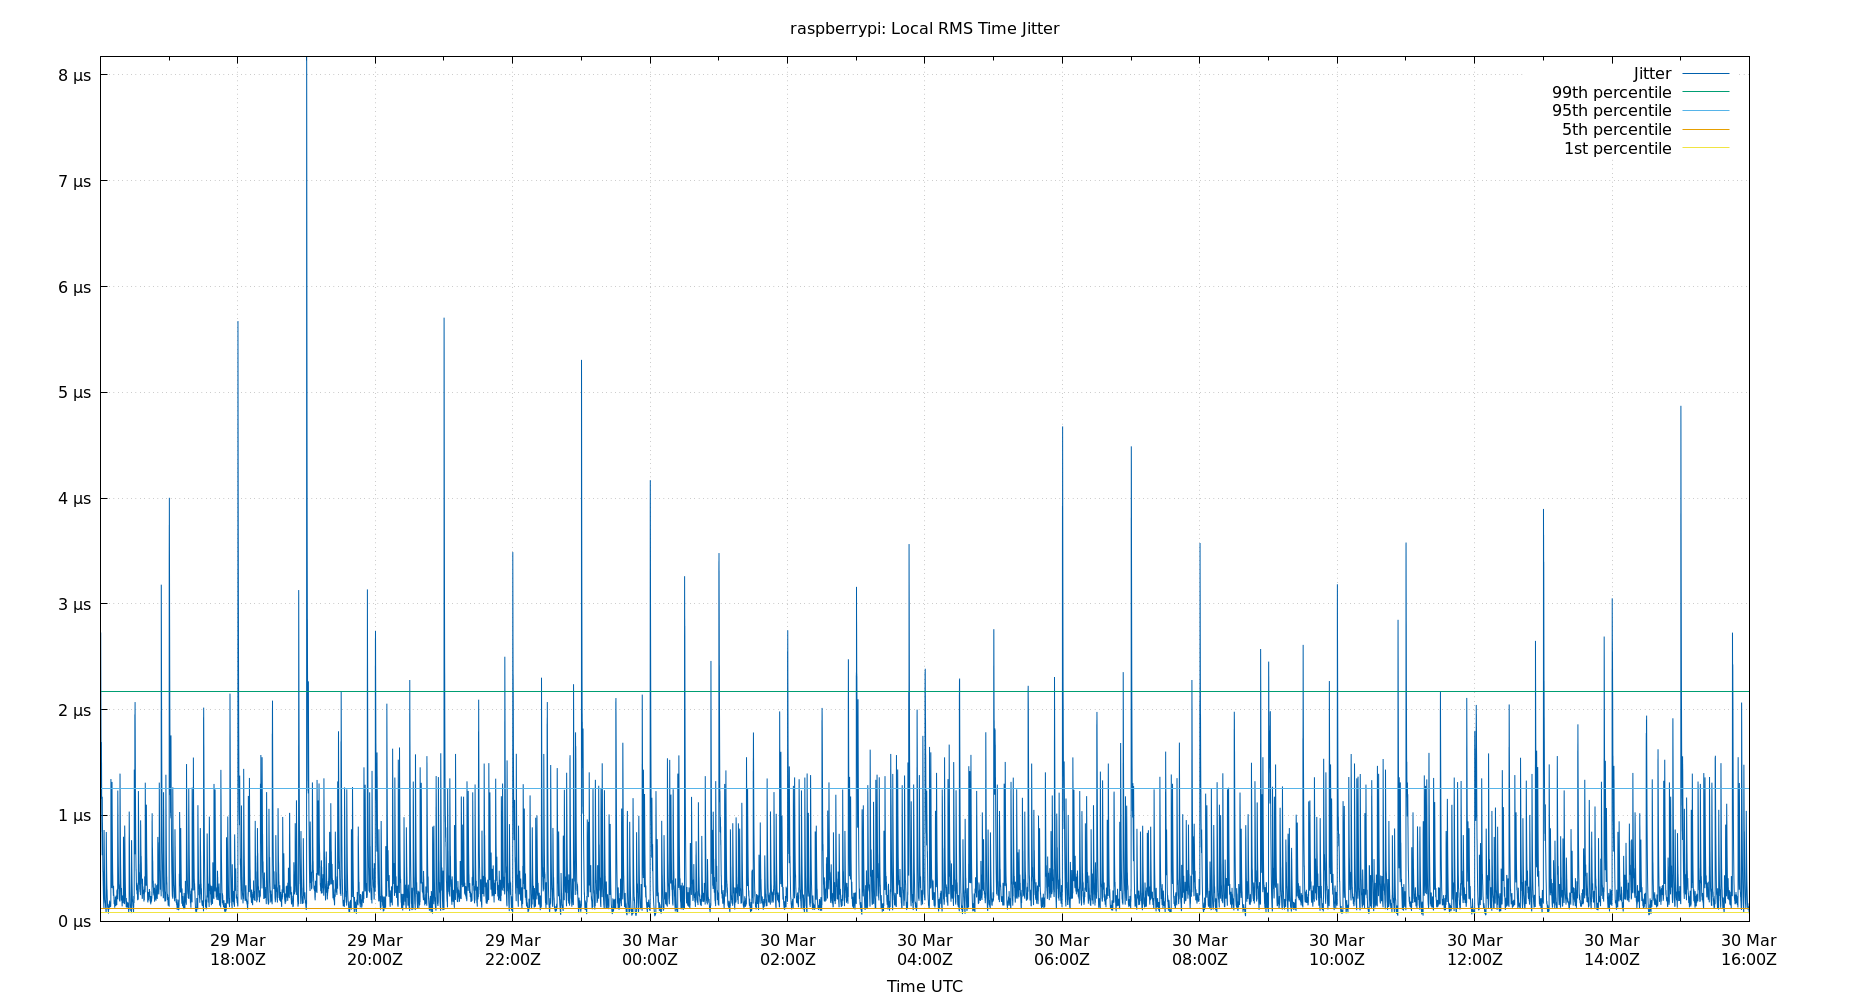 raspberrypi: Local RMS Time Jitter
8 µs
7 µs
6 µs
5 µs
4 µs
3 µs
2 µs
1 µs
0 µs
Jitter
99th percentile
95th percentile
5th percentile
1st percentile
29 Mar 29 Mar 29 Mar 30 Mar 30 Mar 30 Mar 30 Mar 30 Mar 30 Mar 30 Mar 30 Mar 30 Mar
18:00Z 20:00Z 22:00Z 00:00Z 02:00Z 04:00Z 06:00Z 08:00Z 10:00Z 12:00Z 14:00Z 16:00Z
Time UTC